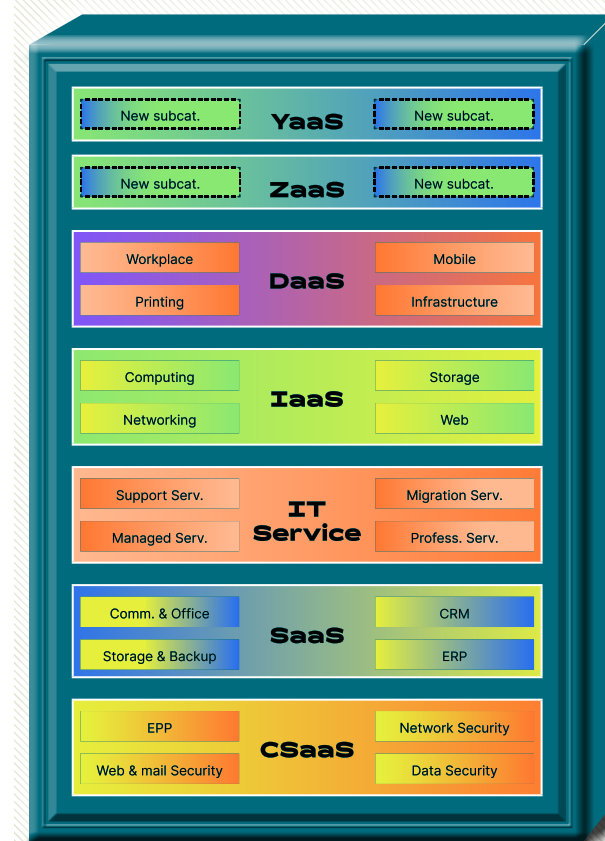 New subcat.
YaaS
New subcat.
New subcat.
ZaaS
New subcat.
Workplace
Mobile
DaaS
Printing
Infrastructure
Computing
Storage
IaaS
Networking
Web
Support Serv.
Migration Serv.
IT
Service
Managed Serv.
Profess. Serv.
Comm. & Office
CRM
SaaS
Storage & Backup
ERP
EPP
Network Security
CSaaS
Web & mail Security
Data Security